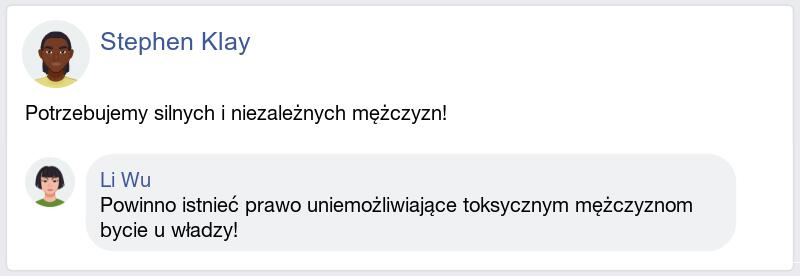 Stephen Klay
Potrzebujemy silnych i niezależnych mężczyzn!
Li Wu
Powinno istnieć prawo uniemożliwiające toksycznym mężczyznom
bycie u władzy!